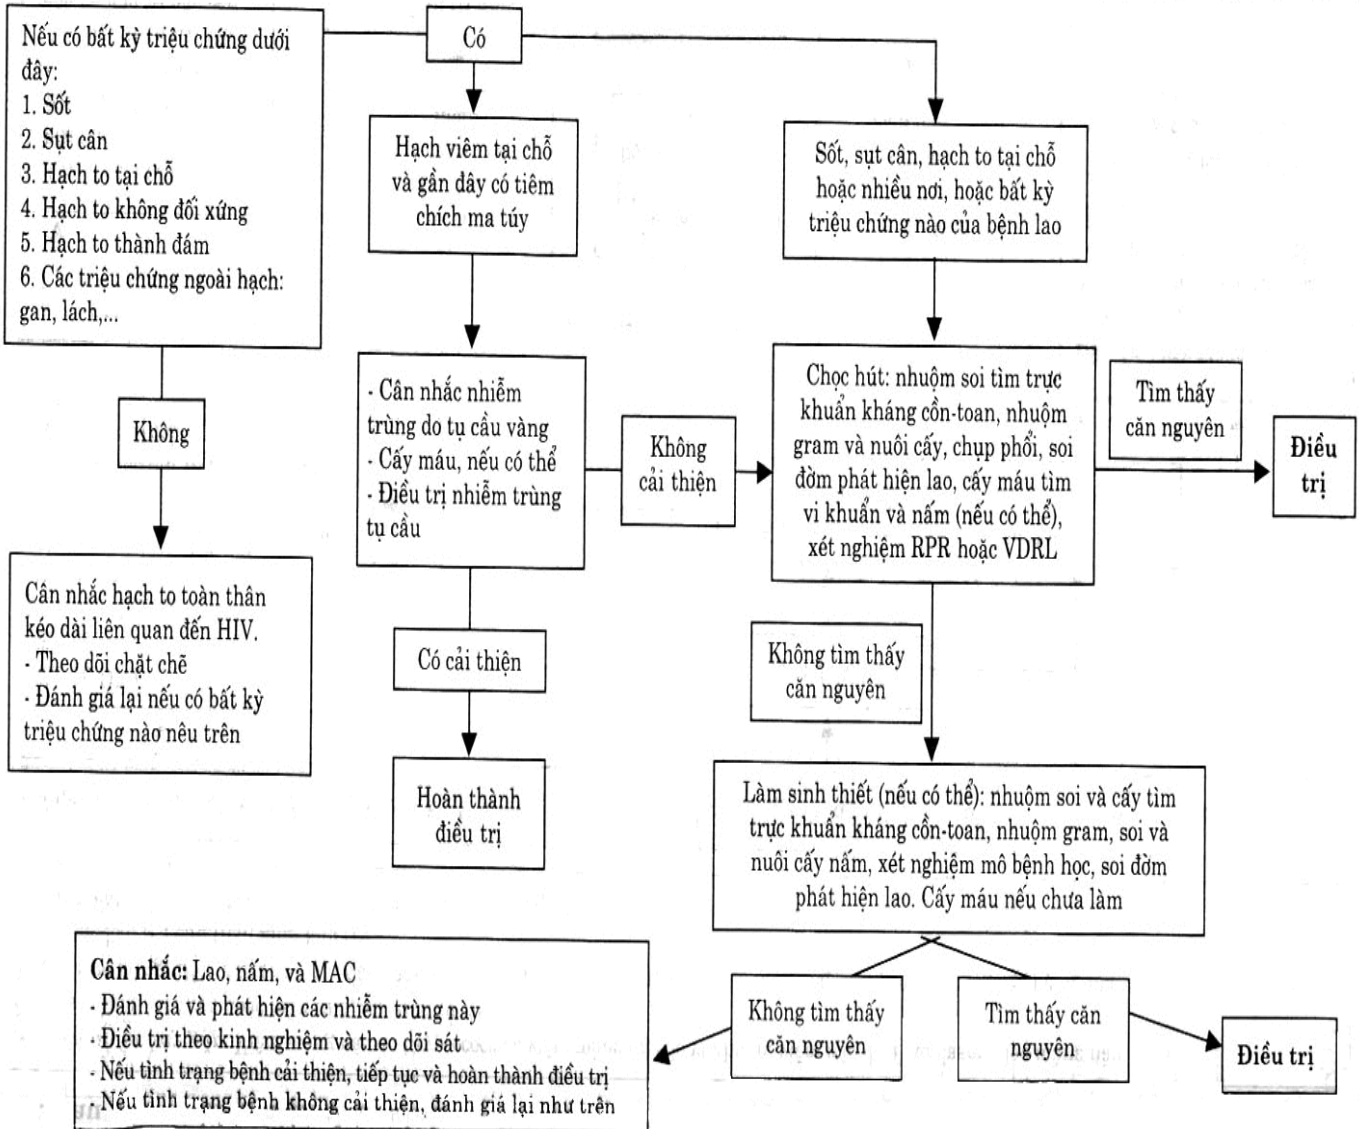 Nếu có bất kỳ triệu chứng dưới
đây:
1. Sốt
2. Sụt cân
3. Hạch to tại chỗ
4. Hạch to không đối xứng
5. Hạch to thành đám
6. Các triệu chứng ngoài hạch:
gan, lách,...
Có
Hạch viêm tại chỗ
và gần đây có tiêm
chích ma túy
Sốt, sụt cân, hạch to tại chỗ
hoặc nhiều nơi, hoặc bất kỳ
triệu chứng nào của bệnh lao
Không
- Cân nhắc nhiễm
trùng do tụ cầu vàng
- Cấy máu, nếu có thể
- Điều trị nhiễm trùng
tụ cầu
Không
cải thiện
Chọc hút: nhuộm soi tìm trực
khuẩn kháng cồn-toan, nhuộm
gram và nuôi cấy, chụp phổi, soi
đờm phát hiện lao, cấy máu tìm
vi khuẩn và nấm (nếu có thể),
xét nghiệm RPR hoặc VDRL
Tìm thấy
căn nguyên
Điều
trị
Cân nhắc hạch to toàn thân
kéo dài liên quan đến HIV.
- Theo dõi chặt chẽ
- Đánh giá lại nếu có bất kỳ
triệu chứng nào nêu trên
Có cải thiện
Không tìm thấy
căn nguyên
Hoàn thành
điều trị
Làm sinh thiết (nếu có thể): nhuộm soi và cấy tìm
trực khuẩn kháng cồn-toan, nhuộm gram, soi và
nuôi cấy nấm, xét nghiệm mô bệnh học, soi đờm
phát hiện lao. Cấy máu nếu chưa làm
Cân nhắc: Lao, nấm, và MAC
- Đánh giá và phát hiện các nhiễm trùng này
- Điều trị theo kinh nghiệm và theo dõi sát
- Nếu tình trạng bệnh cải thiện, tiếp tục và hoàn thành điều trị
- Nếu tình trạng bệnh không cải thiện, đánh giá lại như trên
Không tìm thấy
căn nguyên
Tìm thấy căn
nguyên
Điều trị